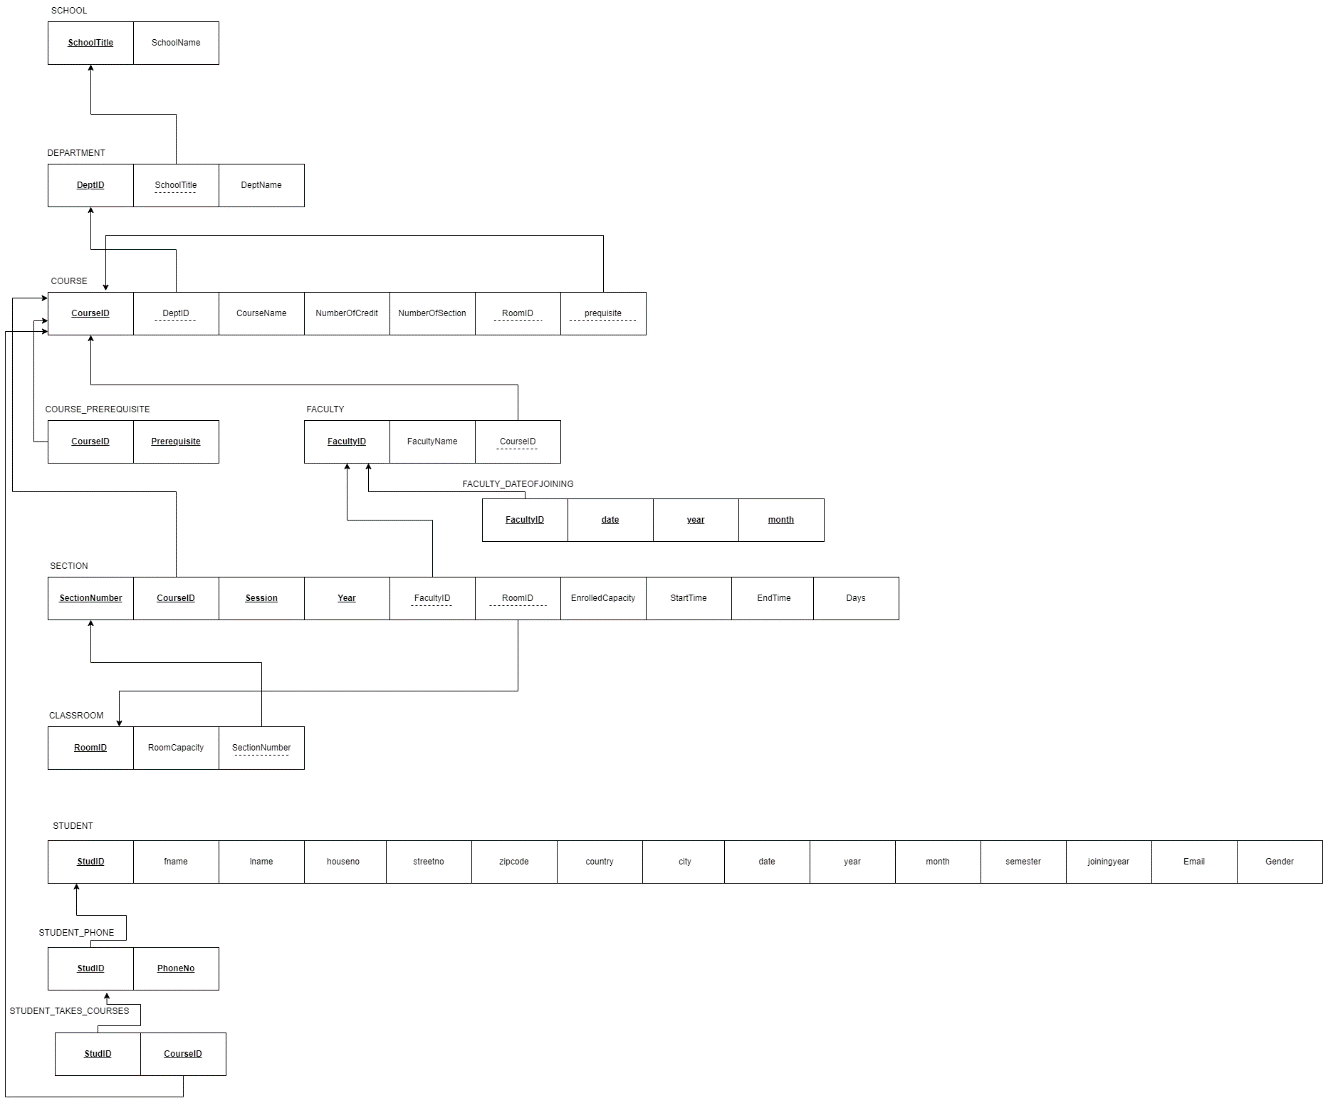 SCHOOL
SchoolTitle SchoolName
DEPARTMENT
DeptID SchoolTitle DeptName
COURSE
CourseID DeptID CourseName NumberOfCredit NumberOfSection RoomID prequisite
COURSE_PREREQUISITE FACULTY
CourseID Prerequisite FacultyID FacultyName CourseID
FACULTY_DATEOFJOINING
FacultyID date year month
SECTION
SectionNumber CourseID Session Year FacultyID RoomID EnrolledCapacity StartTime EndTime Days
CLASSROOM
RoomID RoomCapacity SectionNumber
STUDENT
StudID fname lname houseno streetno zipcode country city date year month semester joiningyear Email Gender
STUDENT_PHONE
StudID PhoneNo
STUDENT_TAKES_COURSES
StudID CourseID